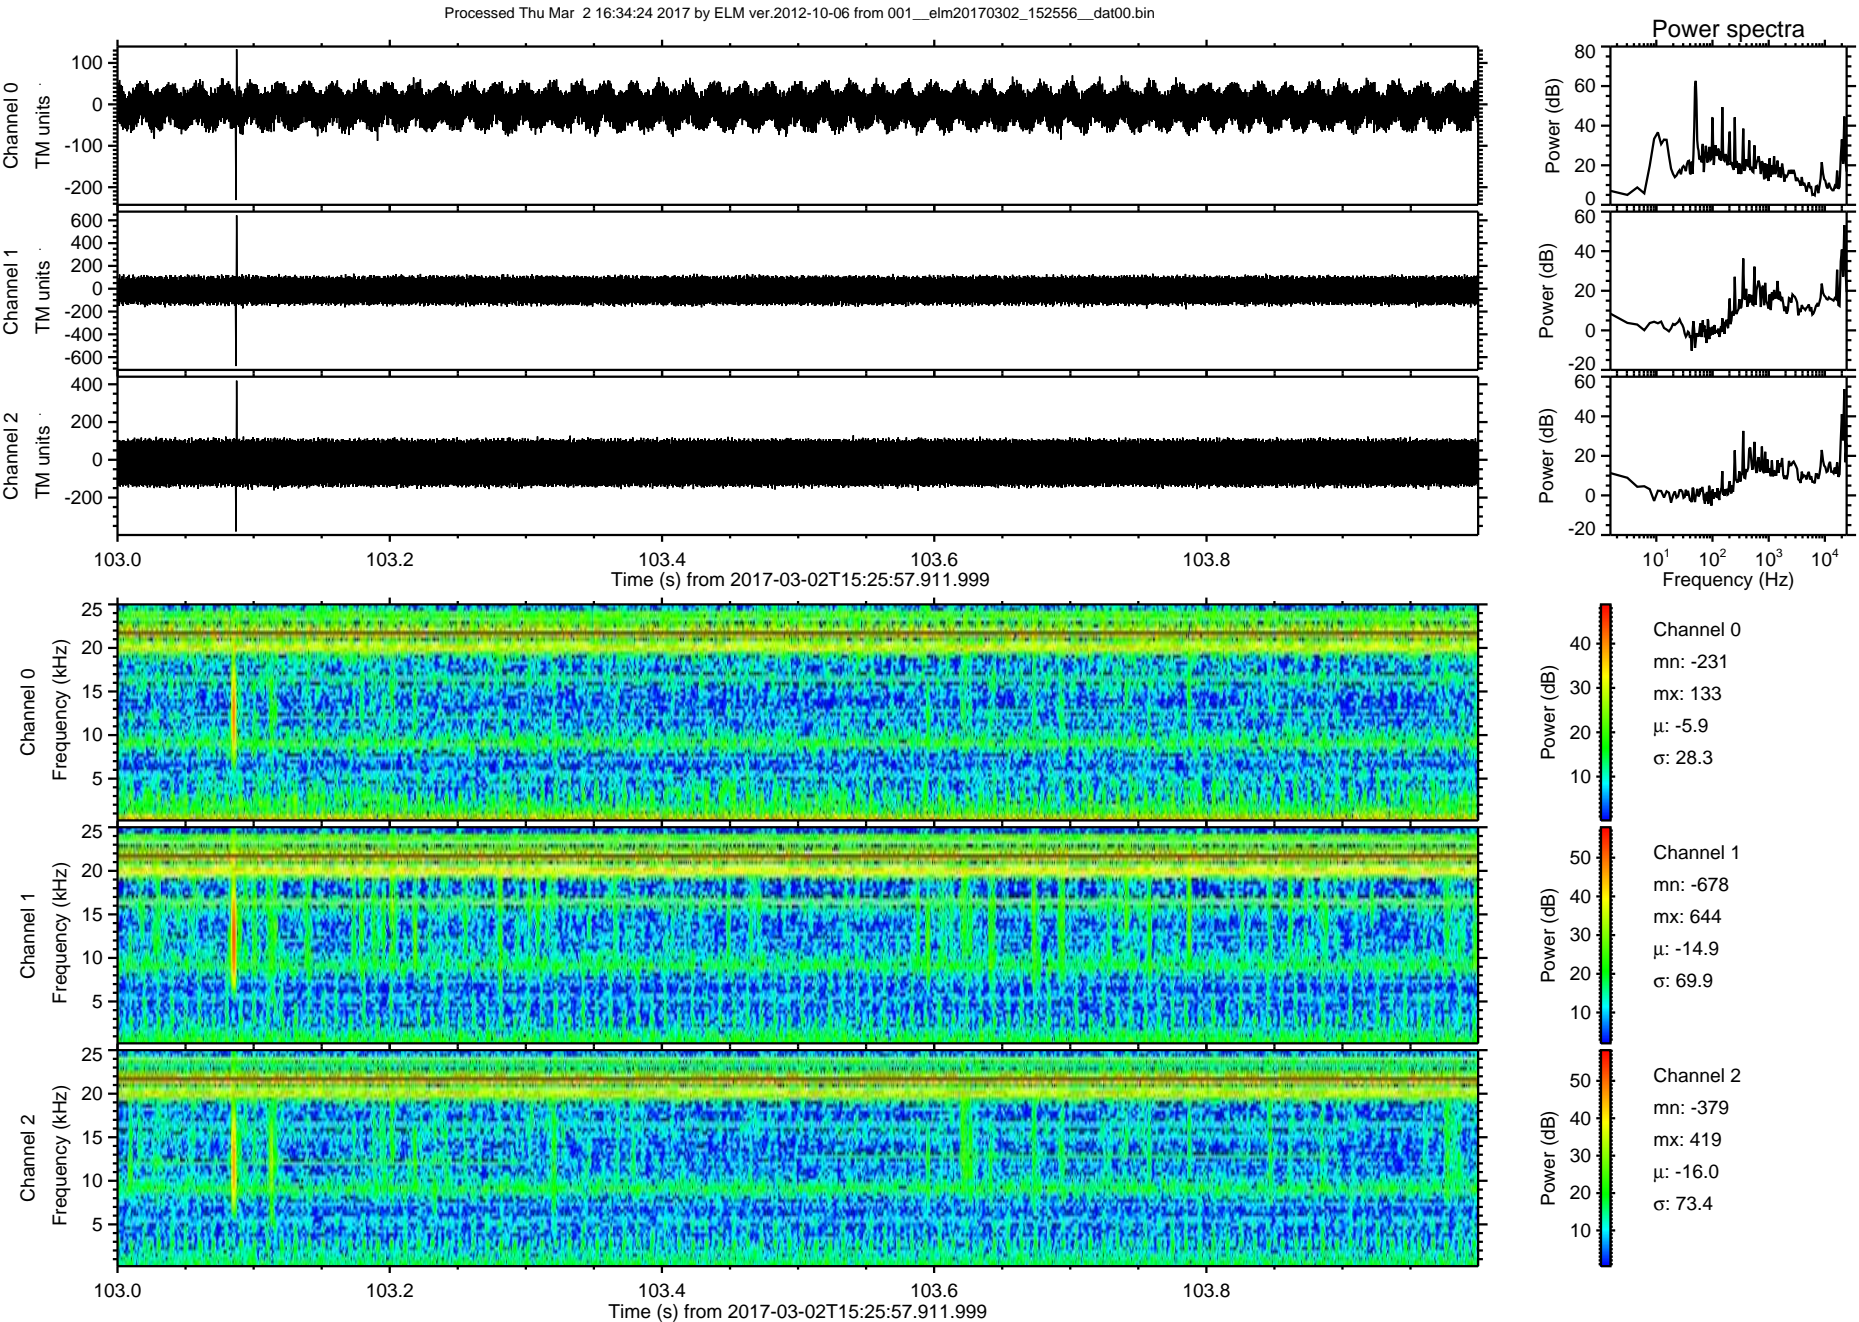 Processed Thu Mar  2 16:34:24 2017 by ELM ver.2012-10-06 from 001__elm20170302_152556__dat00.bin
Power spectra
Channel 0
TM units
100
0
-100
-200
Power (dB)
80
60
40
20
0
Channel 1
TM units
600
400
200
0
-200
-400
-600
Power (dB)
60
40
20
0
-20
Channel 2
TM units
400
200
0
-200
Power (dB)
60
40
20
0
-20
103.0 103.2 103.4 103.6 103.8
Time (s) from 2017-03-02T15:25:57.911.999
10^1 10^2 10^3 10^4
Frequency (Hz)
Channel 0
Frequency (kHz)
25
20
15
10
5
Power (dB)
40
30
20
10
Channel 0
mn: -231
mx: 133
μ: -5.9
σ: 28.3
Channel 1
Frequency (kHz)
25
20
15
10
5
Power (dB)
50
40
30
20
10
Channel 1
mn: -678
mx: 644
μ: -14.9
σ: 69.9
Channel 2
Frequency (kHz)
25
20
15
10
5
Power (dB)
50
40
30
20
10
Channel 2
mn: -379
mx: 419
μ: -16.0
σ: 73.4
103.0 103.2 103.4 103.6 103.8
Time (s) from 2017-03-02T15:25:57.911.999